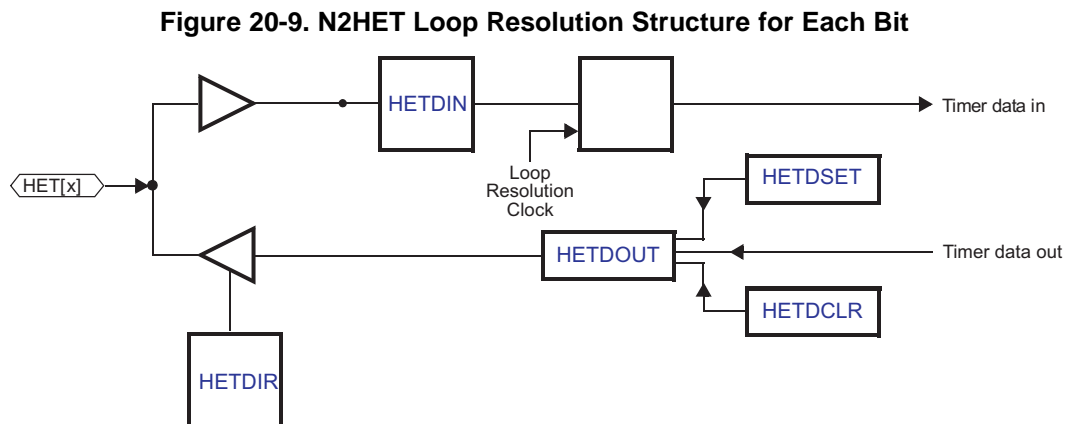 Figure 20-9. N2HET Loop Resolution Structure for Each Bit
HETDIN
Timer data in
Loop
Resolution
Clock
HETDSET
HET[x]
HETDOUT
Timer data out
HETDCLR
HETDIR